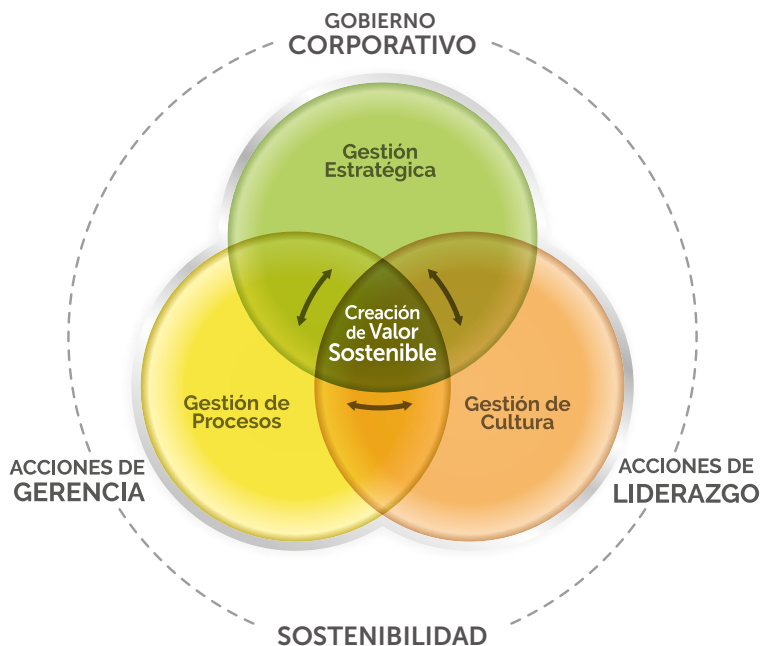 GOBIERNO
CORPORATIVO
Gestión
Estratégica
Creación
de Valor
Sostenible
Gestión de
Procesos
Gestión de
Cultura
ACCIONES DE
GERENCIA
ACCIONES DE
LIDERAZGO
SOSTENIBILIDAD